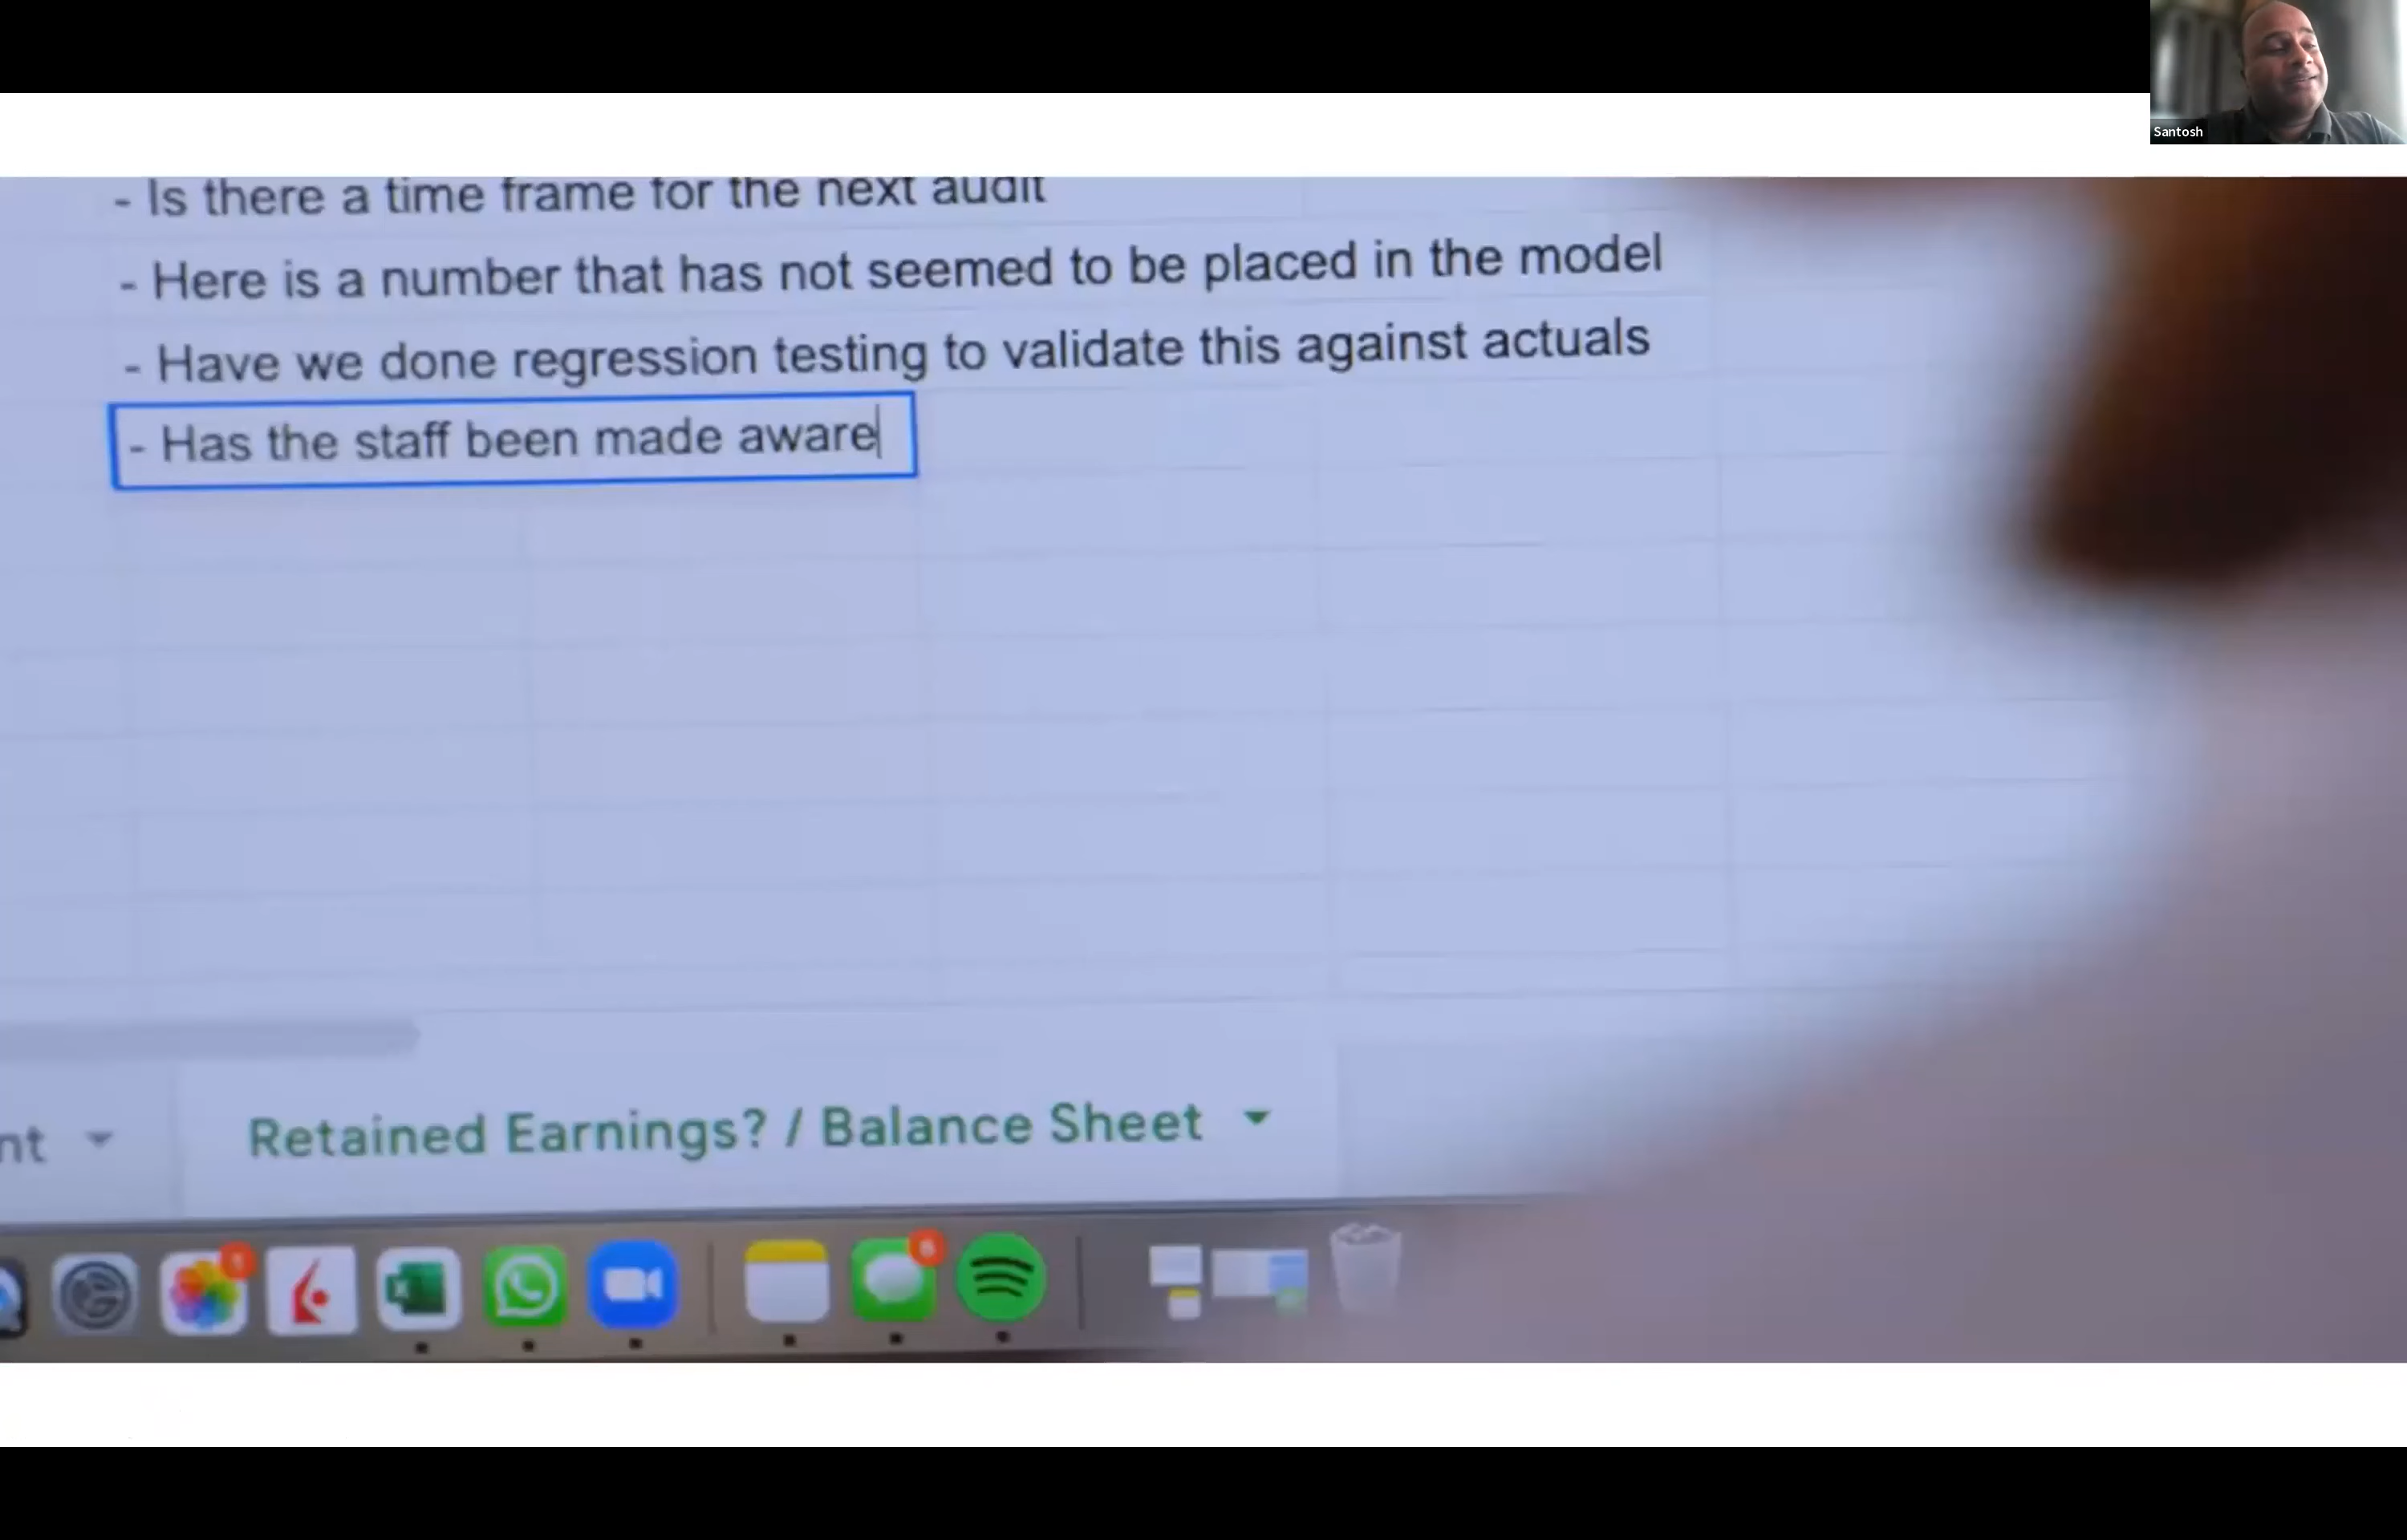 Santosh
- Is there a time frame for the next audit
- Here is a number that has not seemed to be placed in the model
- Have we done regression testing to validate this against actuals
- Has the staff been made aware
nt
Retained Earnings? / Balance Sheet